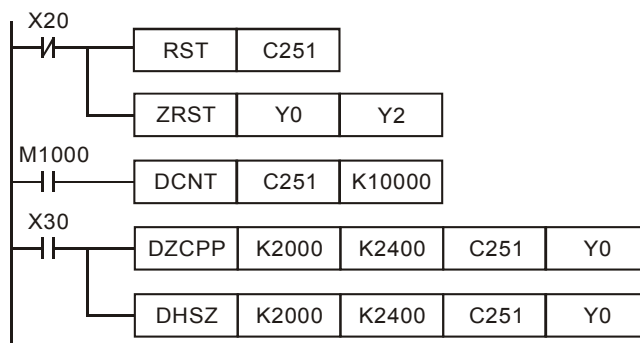 X20
RST C251
ZRST Y0 Y2
M1000
DCNT C251 K10000
X30
DZCPP K2000 K2400 C251 Y0
DHSZ K2000 K2400 C251 Y0